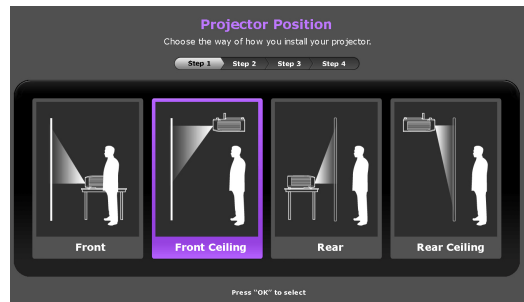 Projector Position
Choose the way of how you install your projector.
Step 1 Step 2 Step 3 Step 4
Front Front Ceiling Rear Rear Ceiling
Press "OK" to select